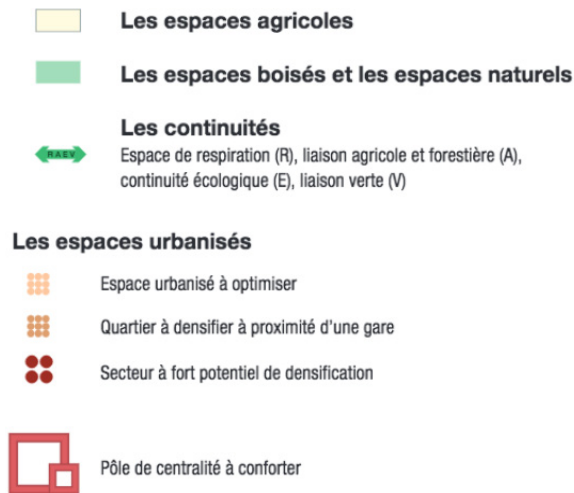 Les espaces agricoles
Les espaces boisés et les espaces naturels
Les continuités
RAEV
Espace de respiration (R), liaison agricole et forestière (A),
continuité écologique (E), liaison verte (V)
Les espaces urbanisés
Espace urbanisé à optimiser
Quartier à densifier à proximité d'une gare
Secteur à fort potentiel de densification
Pôle de centralité à conforter